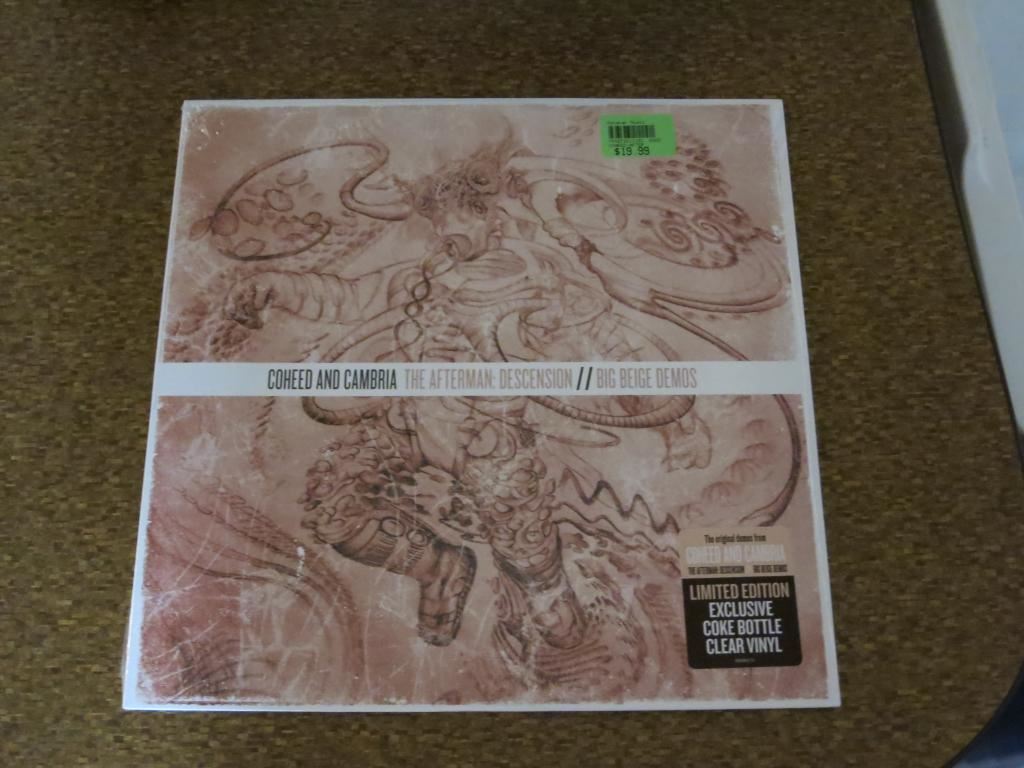 $19.99
COHEED AND CAMBRIA THE AFTERMAN: DESCENSION // BIG BEIGE DEMOS
The original demos from
COHEED AND CAMBRIA
THE AFTERMAN: DESCENSION BIG BEIGE DEMOS
LIMITED EDITION
EXCLUSIVE
COKE BOTTLE
CLEAR VINYL